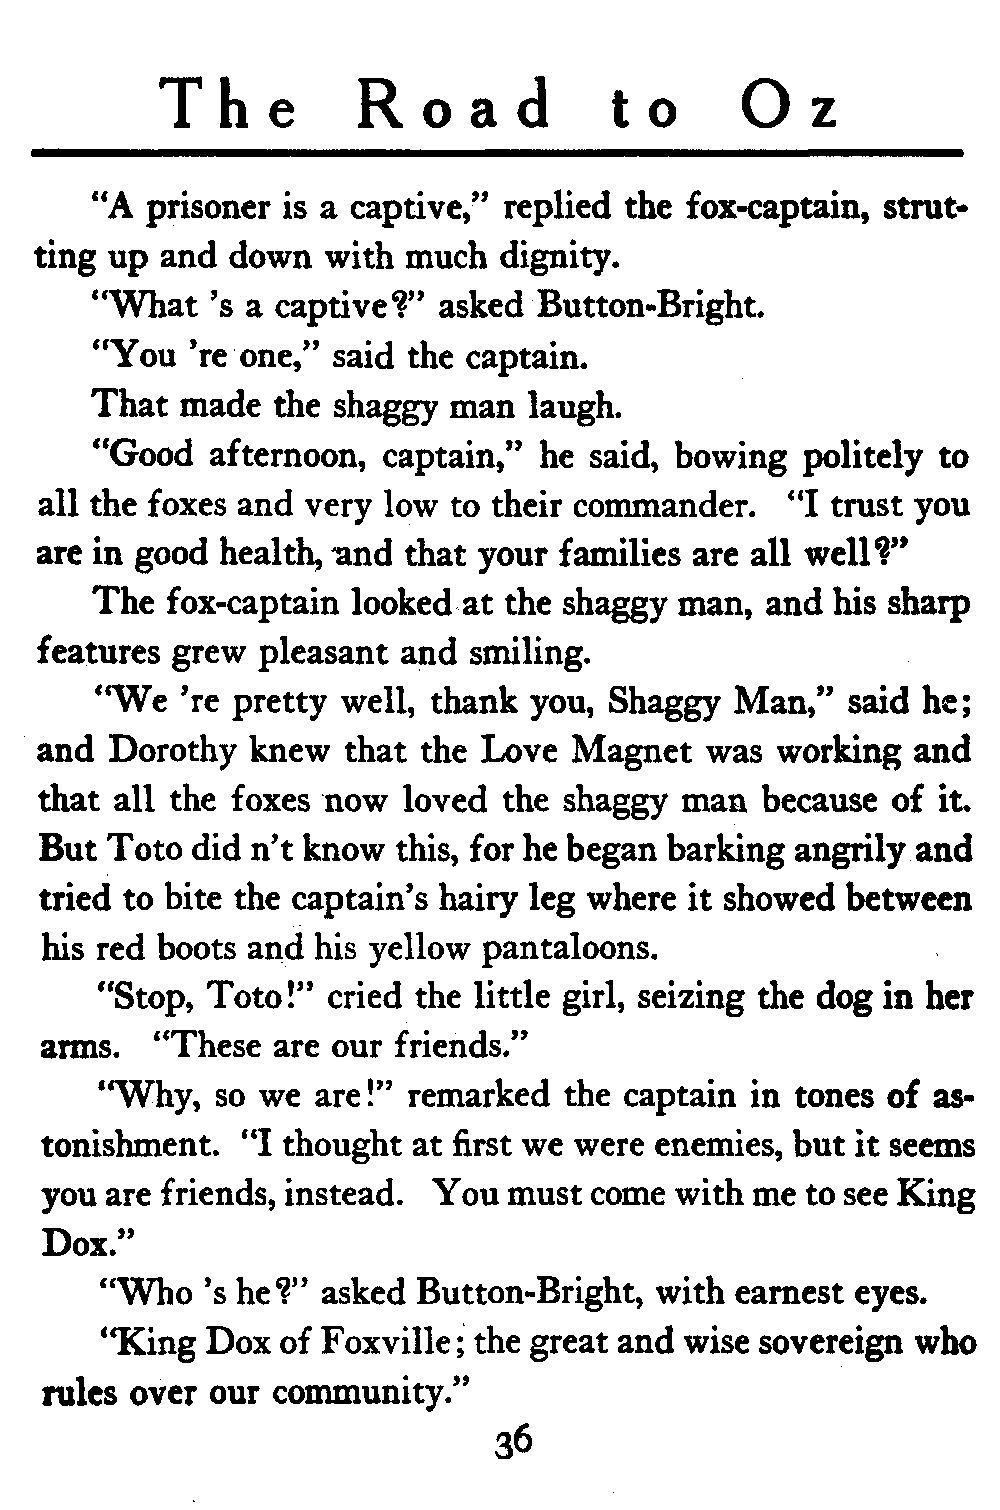 The Road to Oz
“A prisoner is a captive,” replied the fox-captain, strut-
ting up and down with much dignity.
“What ’s a captive?” asked Button-Bright.
“You ’re one,” said the captain.
That made the shaggy man laugh.
“Good afternoon, captain,” he said, bowing politely to
all the foxes and very low to their commander. “I trust you
are in good health, and that your families are all well?”
The fox-captain looked at the shaggy man, and his sharp
features grew pleasant and smiling.
“We ’re pretty well, thank you, Shaggy Man,” said he;
and Dorothy knew that the Love Magnet was working and
that all the foxes now loved the shaggy man because of it.
But Toto did n’t know this, for he began barking angrily and
tried to bite the captain’s hairy leg where it showed between
his red boots and his yellow pantaloons.
“Stop, Toto!” cried the little girl, seizing the dog in her
arms. “These are our friends.”
“Why, so we are!” remarked the captain in tones of as-
tonishment. “I thought at first we were enemies, but it seems
you are friends, instead. You must come with me to see King
Dox.”
“Who ’s he?” asked Button-Bright, with earnest eyes.
“King Dox of Foxville; the great and wise sovereign who
rules over our community.”
36